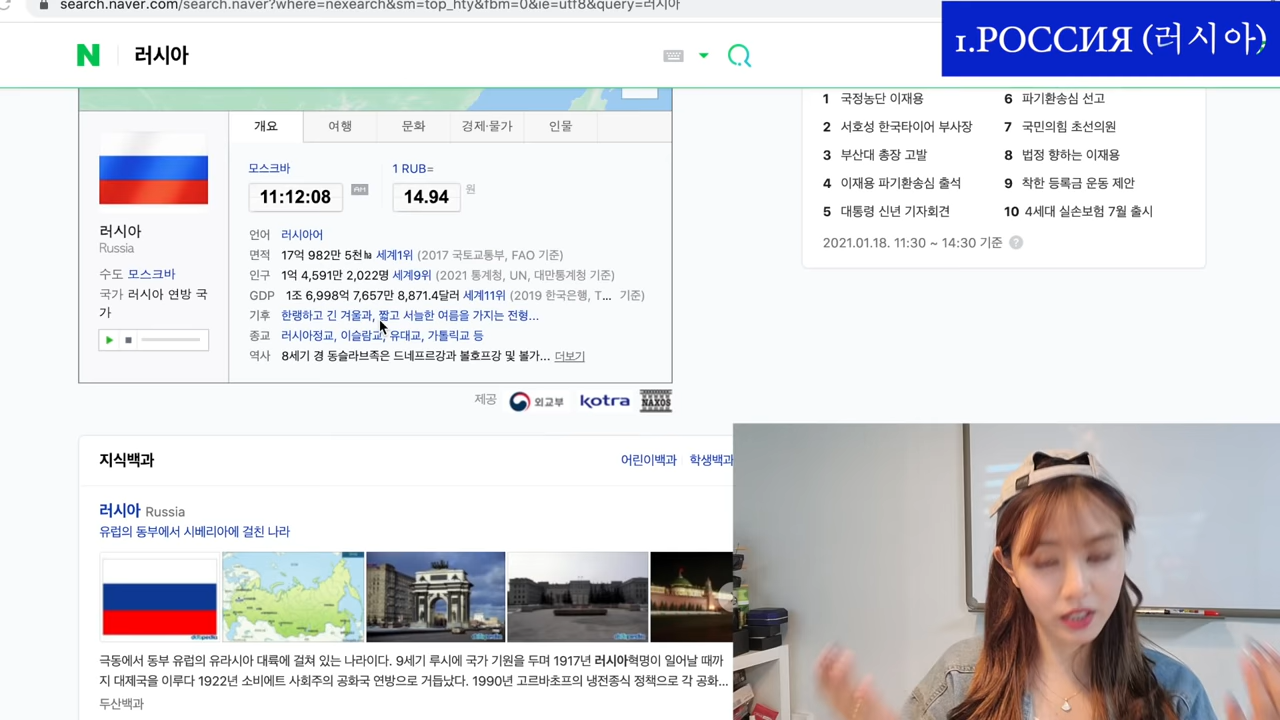 search.naver.com/search.naver?where=nexearch&sm=top_hty&fbm=0&ie=utf8&query=러시아
1.РОССИЯ (러시아)
N 러시아
개요 여행 문화 경제·물가 인물
모스크바 1 RUB=
11:12:08 AM 14.94 원
러시아
Russia
수도 모스크바
국가 러시아 연방 국
가
언어 러시아어
면적 17억 982만 5천㏊ 세계1위 (2017 국토교통부, FAO 기준)
인구 1억 4,591만 2,022명 세계9위 (2021 통계청, UN, 대만통계청 기준)
GDP 1조 6,998억 7,657만 8,871.4달러 세계11위 (2019 한국은행, T... 기준)
기후 한랭하고 긴 겨울과, 짧고 서늘한 여름을 가지는 전형...
종교 러시아정교, 이슬람교, 유대교, 가톨릭교 등
역사 8세기 경 동슬라브족은 드네프르강과 볼호프강 및 볼가... 더보기
제공 외교부 kotra NAXOS
1 국정농단 이재용
2 서호성 한국타이어 부사장
3 부산대 총장 고발
4 이재용 파기환송심 출석
5 대통령 신년 기자회견
6 파기환송심 선고
7 국민의힘 초선의원
8 법정 향하는 이재용
9 착한 등록금 운동 제안
10 4세대 실손보험 7월 출시
2021.01.18. 11:30 ~ 14:30 기준 ?
지식백과 어린이백과 학생백과
러시아 Russia
유럽의 동부에서 시베리아에 걸친 나라
극동에서 동부 유럽의 유라시아 대륙에 걸쳐 있는 나라이다. 9세기 루시에 국가 기원을 두며 1917년 러시아혁명이 일어날 때까
지 대제국을 이루다 1922년 소비에트 사회주의 공화국 연방으로 거듭났다. 1990년 고르바초프의 냉전종식 정책으로 각 공화...
두산백과